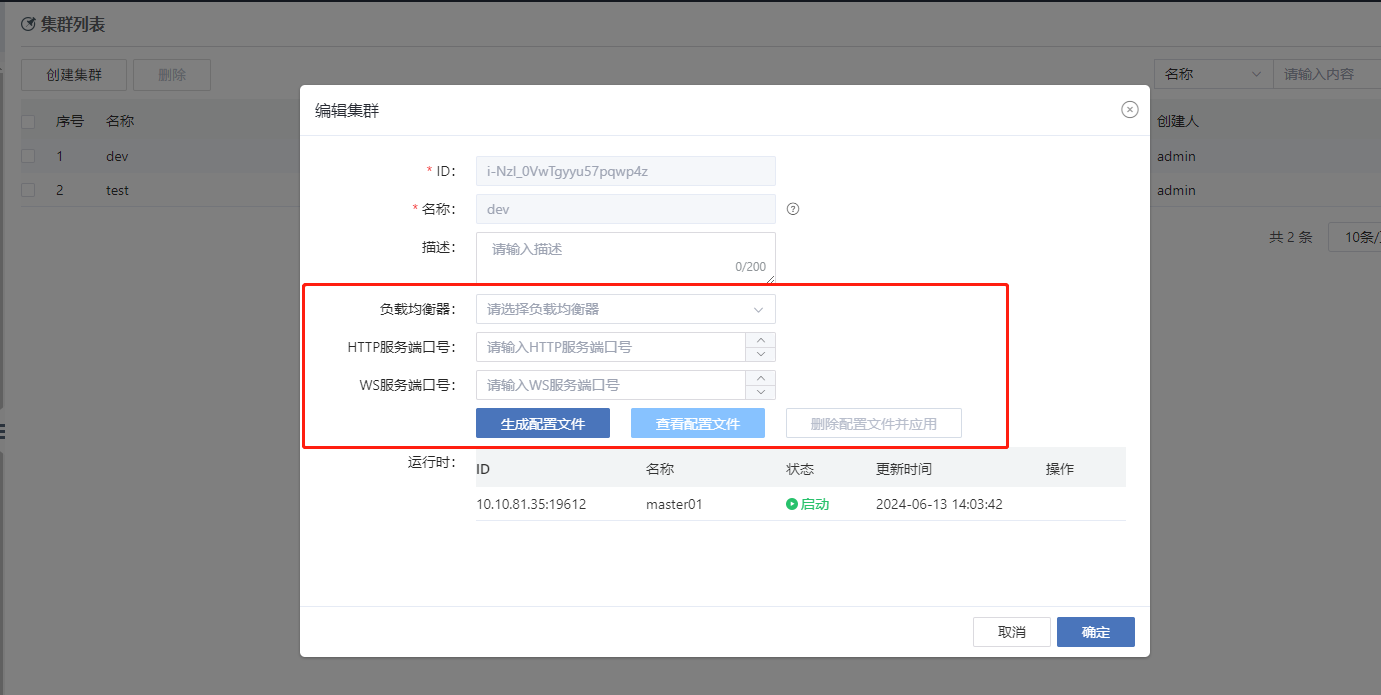 集群列表
创建集群 删除 名称 请输入内容
序号 名称 创建人
1 dev admin
2 test admin
共 2 条 10条/
编辑集群
* ID:
i-Nzl_0VwTgyyu57pqwp4z
* 名称:
dev
描述:
请输入描述
0/200
负载均衡器:
请选择负载均衡器
HTTP服务端口号:
请输入HTTP服务端口号
WS服务端口号:
请输入WS服务端口号
生成配置文件 查看配置文件 删除配置文件并应用
运行时:
ID 名称 状态 更新时间 操作
10.10.81.35:19612 master01 启动 2024-06-13 14:03:42
取消 确定